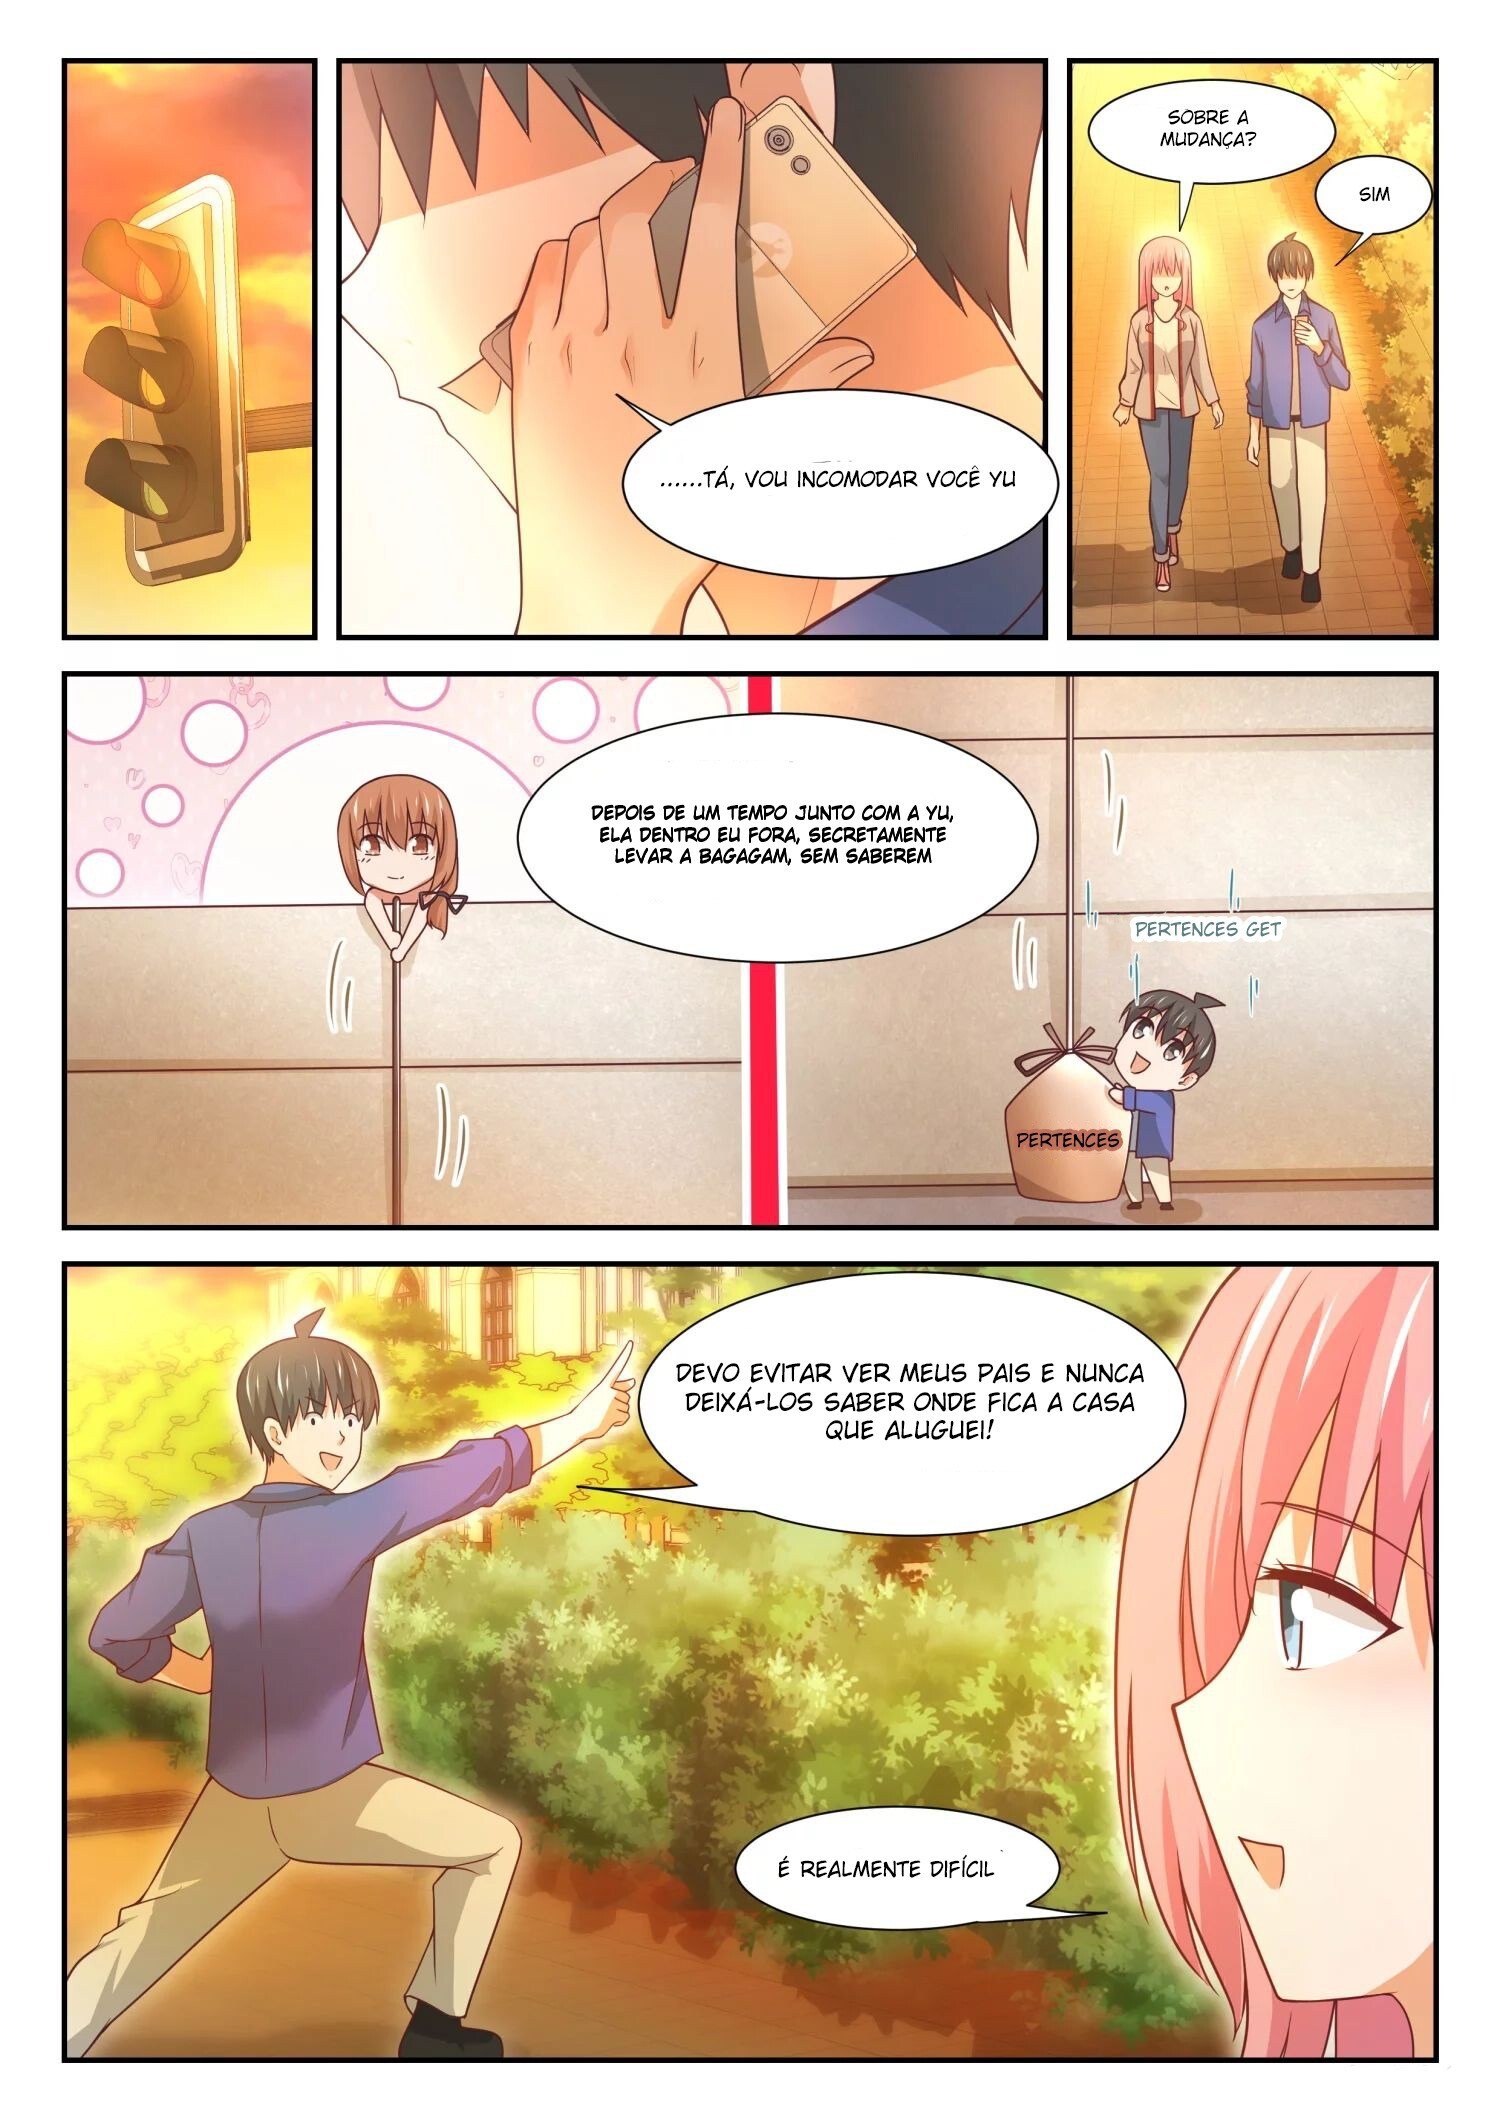 ......TÁ, VOU INCOMODAR VOCÊ YU
SOBRE A
MUDANÇA?
SIM
DEPOIS DE UM TEMPO JUNTO COM A YU,
ELA DENTRO EU FORA, SECRETAMENTE
LEVAR A BAGAGAM, SEM SABEREM
PERTENCES GET
PERTENCES
DEVO EVITAR VER MEUS PAIS E NUNCA
DEIXÁ-LOS SABER ONDE FICA A CASA
QUE ALUGUEI!
É REALMENTE DIFÍCIL